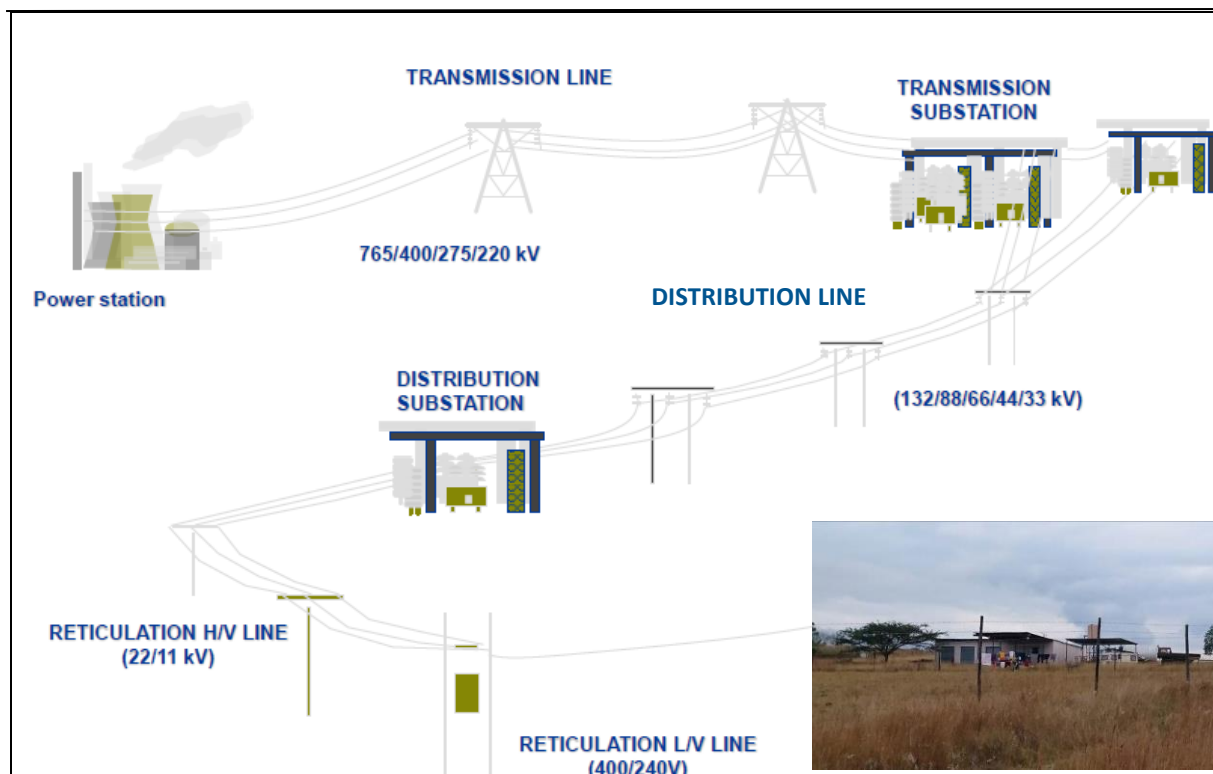 TRANSMISSION LINE
TRANSMISSION
SUBSTATION
765/400/275/220 kV
Power station
DISTRIBUTION LINE
DISTRIBUTION
SUBSTATION
(132/88/66/44/33 kV)
RETICULATION H/V LINE
(22/11 kV)
RETICULATION L/V LINE
(400/240V)